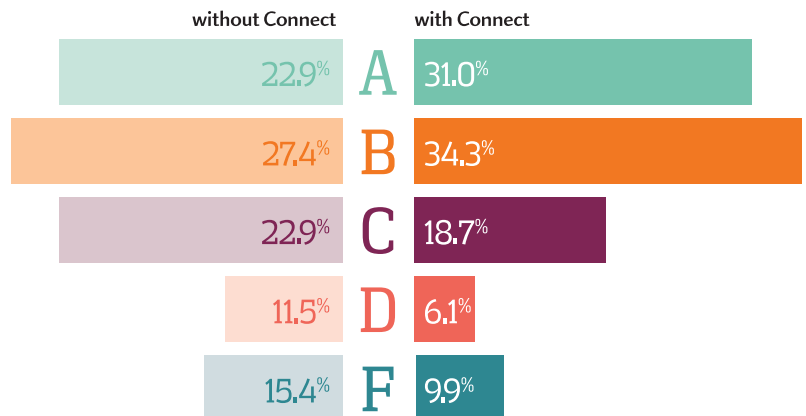 without Connect with Connect
22.9% A 31.0%
27.4% B 34.3%
22.9% C 18.7%
11.5% D 6.1%
15.4% F 9.9%